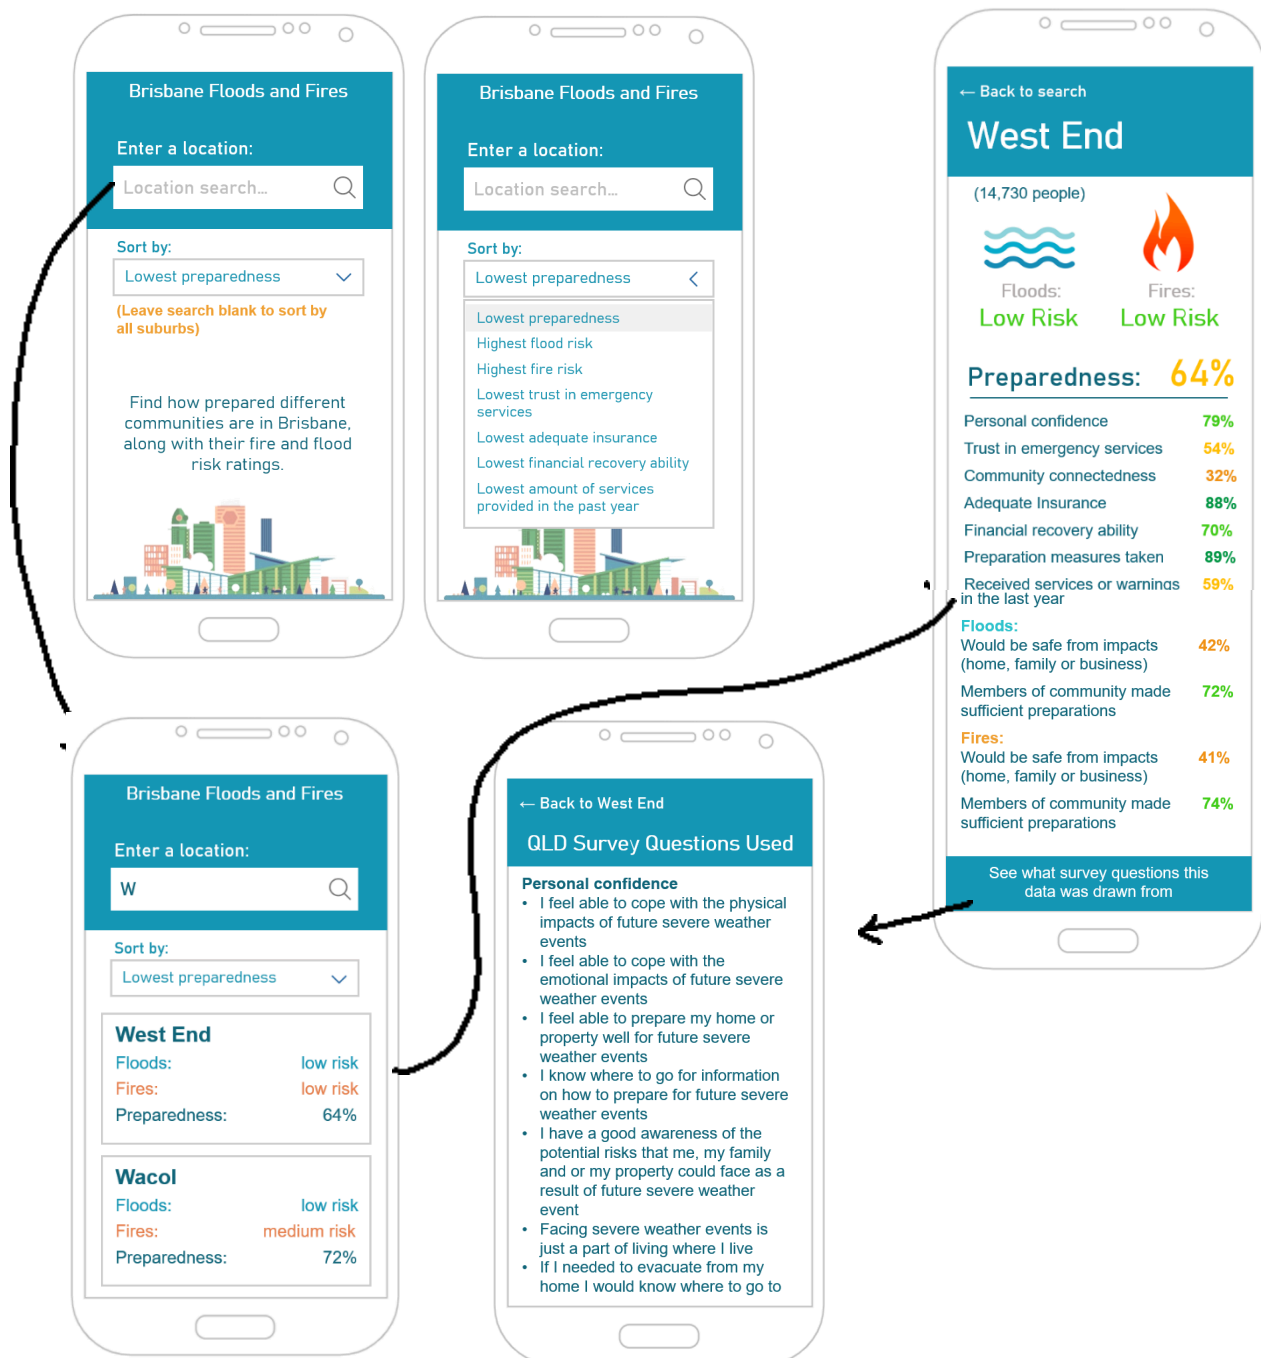 Brisbane Floods and Fires
Enter a location:
Location search...
Sort by:
Lowest preparedness
(Leave search blank to sort by
all suburbs)
Find how prepared different
communities are in Brisbane,
along with their fire and flood
risk ratings.
Brisbane Floods and Fires
Enter a location:
Location search...
Sort by:
Lowest preparedness
Lowest preparedness
Highest flood risk
Highest fire risk
Lowest trust in emergency
services
Lowest adequate insurance
Lowest financial recovery ability
Lowest amount of services
provided in the past year
← Back to search
West End
(14,730 people)
Floods: Fires:
Low Risk Low Risk
Preparedness: 64%
Personal confidence 79%
Trust in emergency services 54%
Community connectedness 32%
Adequate Insurance 88%
Financial recovery ability 70%
Preparation measures taken 89%
Received services or warnings 59%
in the last year
Floods:
Would be safe from impacts 42%
(home, family or business)
Members of community made 72%
sufficient preparations
Fires:
Would be safe from impacts 41%
(home, family or business)
Members of community made 74%
sufficient preparations
See what survey questions this
data was drawn from
Brisbane Floods and Fires
Enter a location:
W
Sort by:
Lowest preparedness
West End
Floods: low risk
Fires: low risk
Preparedness: 64%
Wacol
Floods: low risk
Fires: medium risk
Preparedness: 72%
← Back to West End
QLD Survey Questions Used
Personal confidence
• I feel able to cope with the physical
impacts of future severe weather
events
• I feel able to cope with the
emotional impacts of future severe
weather events
• I feel able to prepare my home or
property well for future severe
weather events
• I know where to go for information
on how to prepare for future severe
weather events
• I have a good awareness of the
potential risks that me, my family
and or my property could face as a
result of future severe weather
event
• Facing severe weather events is
just a part of living where I live
• If I needed to evacuate from my
home I would know where to go to